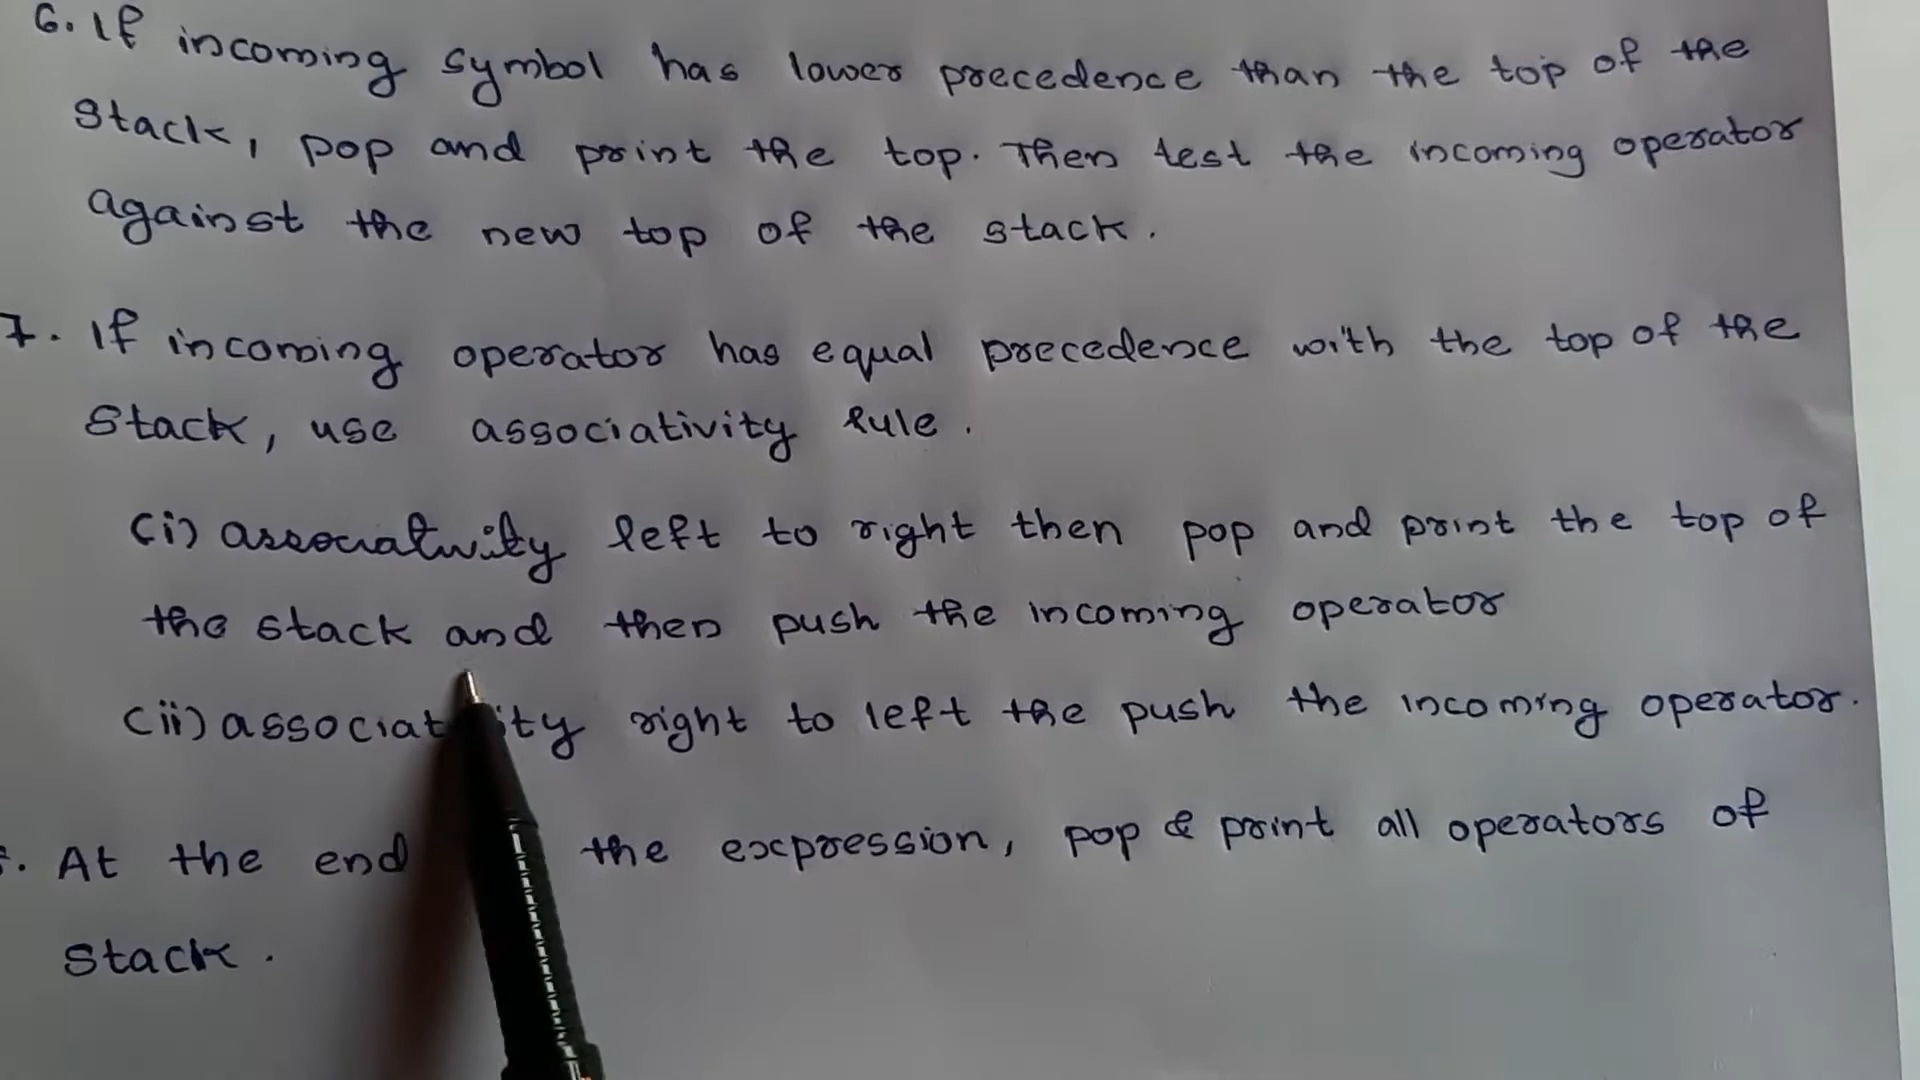 6. If incoming symbol has lower precedence than the top of the
stack, pop and print the top. Then test the incoming operator
against the new top of the stack.
7. If incoming operator has equal precedence with the top of the
stack, use associativity rule.
(i) associativity left to right then pop and print the top of
the stack and then push the incoming operator
(ii) associat ity right to left the push the incoming operator.
. At the end the expression, pop & print all operators of
stack.